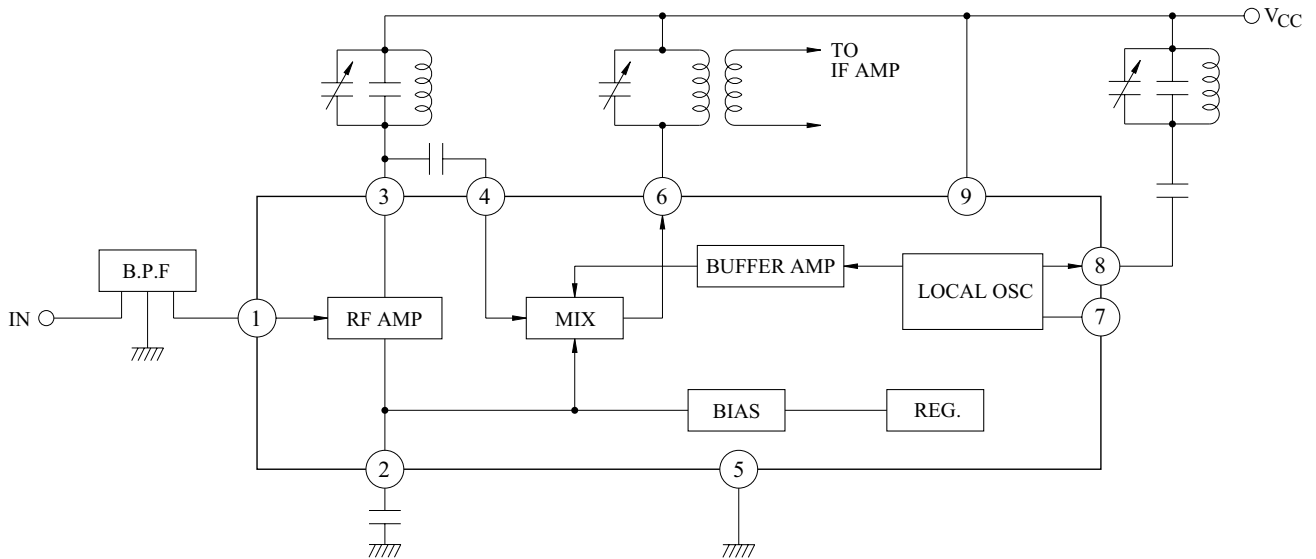 VCC
TO
IF AMP
3
4
6
9
B.P.F
BUFFER AMP
8
LOCAL OSC
IN
1
RF AMP
MIX
7
BIAS
REG.
2
5